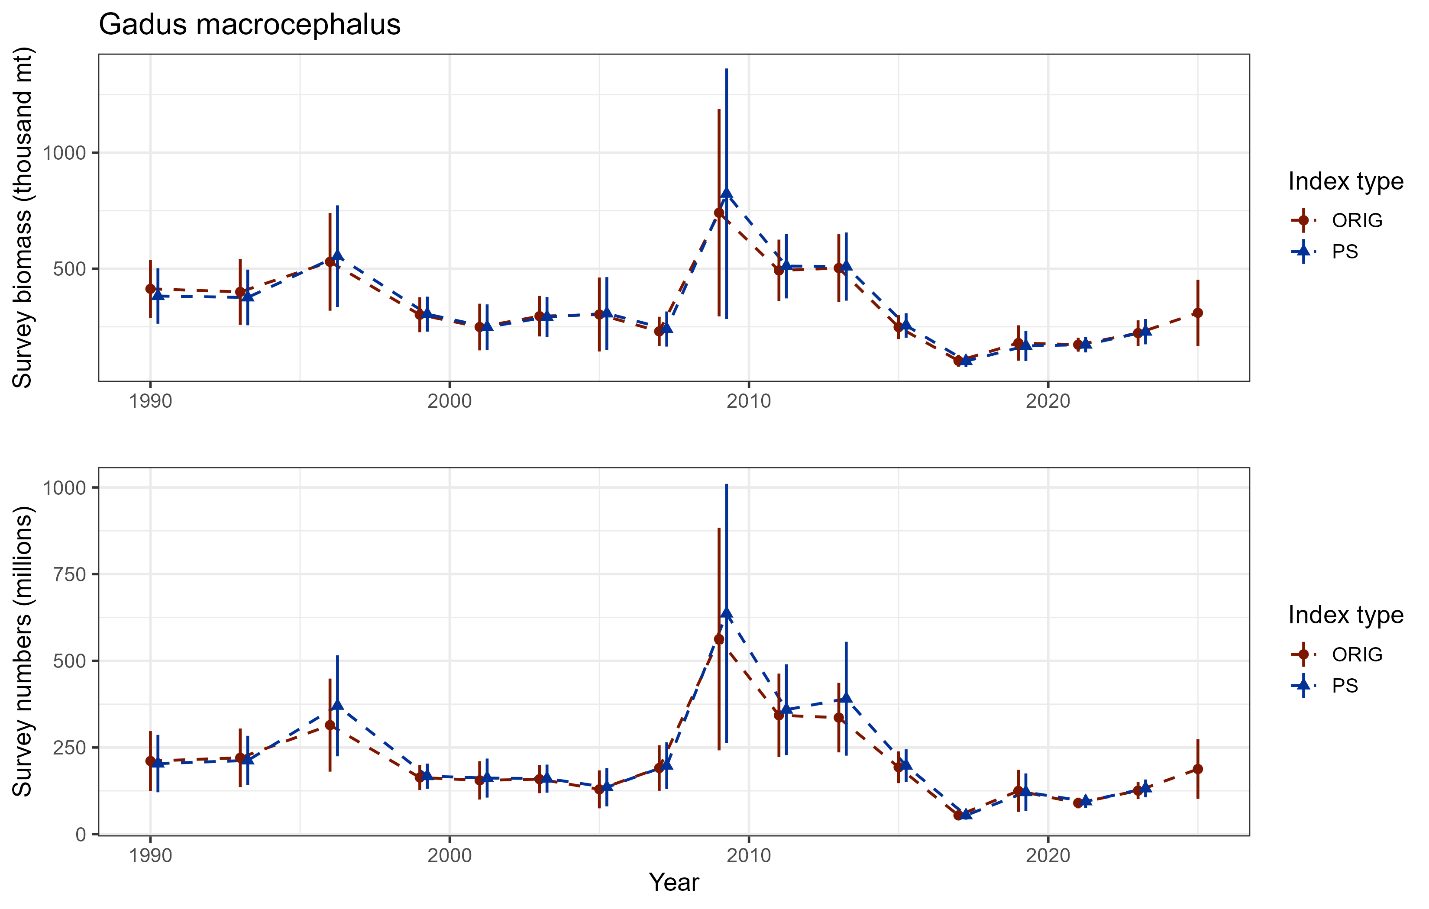 Gadus macrocephalus
Survey biomass (thousand mt)
1000
500
1990 2000 2010 2020
Index type
ORIG
PS
Survey numbers (millions)
1000
750
500
250
0
1990 2000 2010 2020
Year
Index type
ORIG
PS